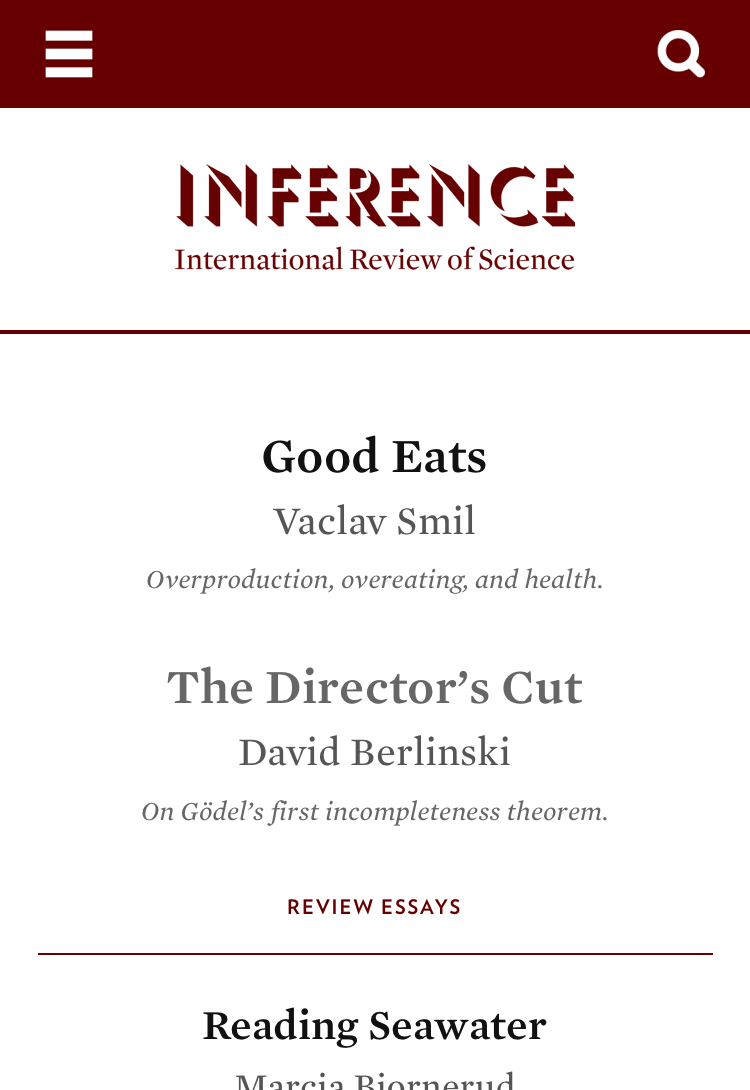 INFERENCE
International Review of Science
Good Eats
Vaclav Smil
Overproduction, overeating, and health.
The Director’s Cut
David Berlinski
On Gödel’s first incompleteness theorem.
REVIEW ESSAYS
Reading Seawater
Marcia Bjornerud